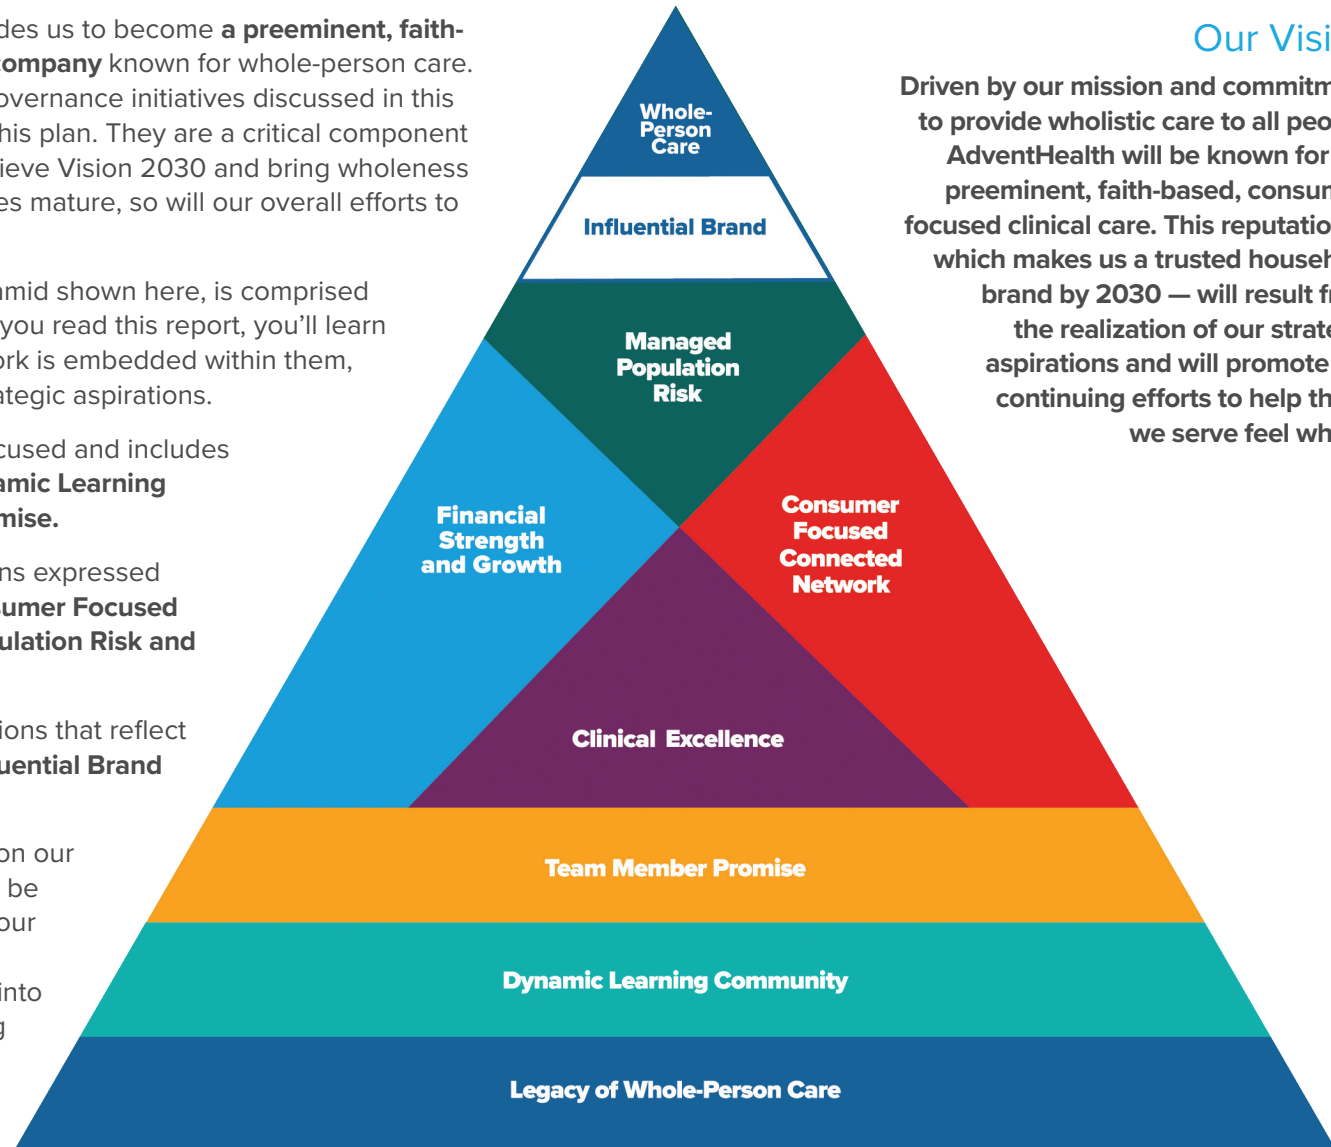 des us to become a preeminent, faith-
company known for whole-person care.
overnance initiatives discussed in this
his plan. They are a critical component
ieve Vision 2030 and bring wholeness
es mature, so will our overall efforts to
amid shown here, is comprised
you read this report, you’ll learn
ork is embedded within them,
ategic aspirations.
cused and includes
amic Learning
mise.
ns expressed
sumer Focused
pulation Risk and
ions that reflect
uential Brand
on our
be
our
into
g
Whole-
Person
Care
Influential Brand
Managed
Population
Risk
Financial
Strength
and Growth
Consumer
Focused
Connected
Network
Clinical Excellence
Team Member Promise
Dynamic Learning Community
Legacy of Whole-Person Care
Our Visi
Driven by our mission and commitm
to provide wholistic care to all peo
AdventHealth will be known for
preeminent, faith-based, consum
focused clinical care. This reputatio
which makes us a trusted househ
brand by 2030 — will result fr
the realization of our strate
aspirations and will promote
continuing efforts to help th
we serve feel wh